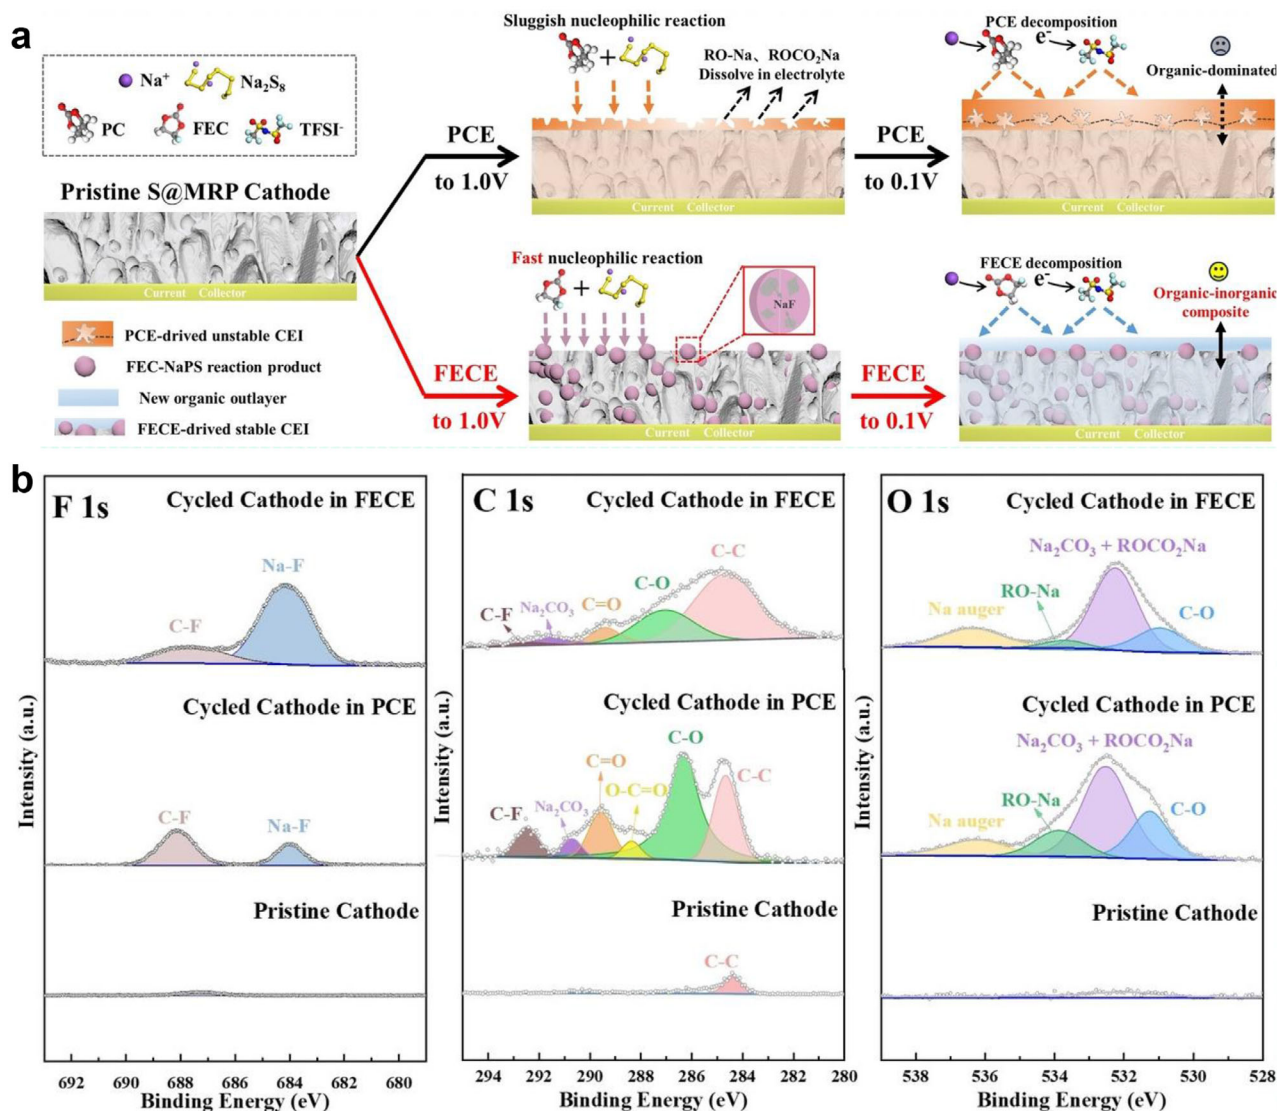 a
Na⁺
Na₂S₈
PC
FEC
TFSI⁻
Pristine S@MRP Cathode
Current Collector
PCE-drived unstable CEI
FEC-NaPS reaction product
New organic outlayer
FECE-drived stable CEI
PCE
to 1.0V
FECE
to 1.0V
Sluggish nucleophilic reaction
RO-Na、ROCO₂Na
Dissolve in electrolyte
Current Collector
PCE
to 0.1V
PCE decomposition
e⁻
Organic-dominated
Current Collector
Fast nucleophilic reaction
NaF
Current Collector
FECE
to 0.1V
FECE decomposition
e⁻
Organic-inorganic
composite
Current Collector
b
F 1s
Cycled Cathode in FECE
Na-F
C-F
Cycled Cathode in PCE
C-F
Na-F
Pristine Cathode
Intensity (a.u.)
692 690 688 686 684 682 680
Binding Energy (eV)
C 1s
Cycled Cathode in FECE
C-C
C-O
C=O
Na₂CO₃
C-F
Cycled Cathode in PCE
C-O
C=O
C-C
O-C=O
Na₂CO₃
C-F
Pristine Cathode
C-C
Intensity (a.u.)
294 292 290 288 286 284 282 280
Binding Energy (eV)
O 1s
Cycled Cathode in FECE
Na₂CO₃ + ROCO₂Na
RO-Na
Na auger
C-O
Cycled Cathode in PCE
Na₂CO₃ + ROCO₂Na
RO-Na
C-O
Na auger
Pristine Cathode
Intensity (a.u.)
538 536 534 532 530 528
Binding Energy (eV)